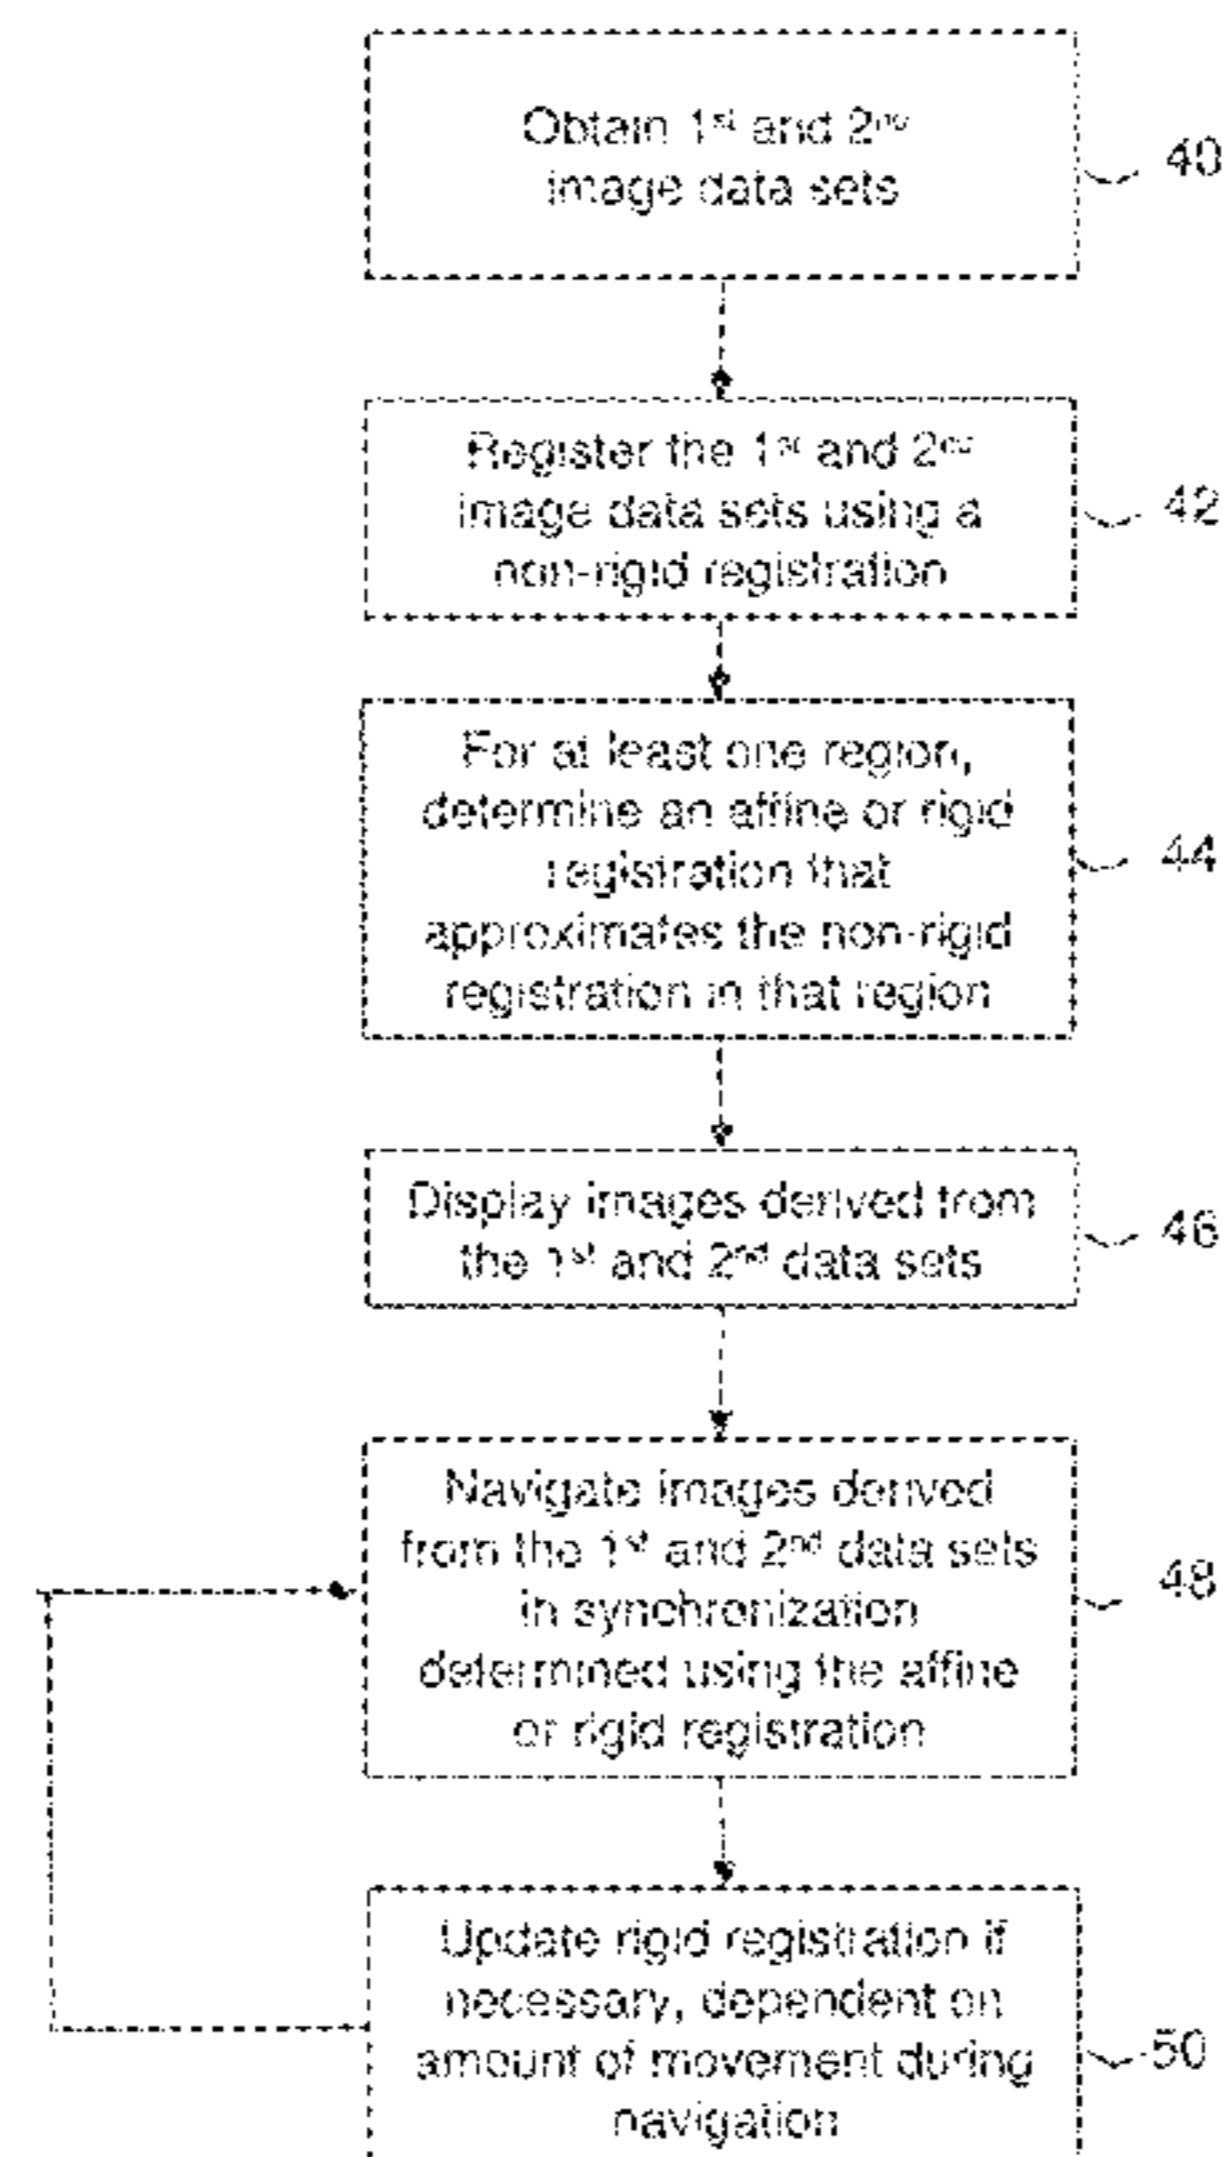 Obtain 1st and 2nd
image data sets
40
Register the 1st and 2nd
image data sets using a
non-rigid registration
42
For at least one region,
determine an affine or rigid
registration that
approximates the non-rigid
registration in that region
44
Display images derived from
the 1st and 2nd data sets
46
Navigate images derived
from the 1st and 2nd data sets
in synchronization
determined using the affine
or rigid registration
48
Update rigid registration if
necessary, dependent on
amount of movement during
navigation
50